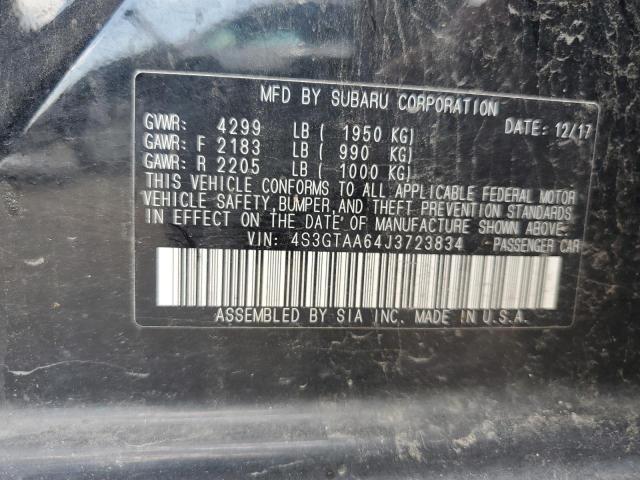 MFD BY SUBARU CORPORATION
GVWR: 4299 LB ( 1950 KG) DATE: 12/17
GAWR: F 2183 LB ( 990 KG)
GAWR: R 2205 LB ( 1000 KG)
THIS VEHICLE CONFORMS TO ALL APPLICABLE FEDERAL MOTOR
VEHICLE SAFETY, BUMPER, AND THEFT PREVENTION STANDARDS
IN EFFECT ON THE DATE OF MANUFACTURE SHOWN ABOVE.
VIN: 4S3GTAA64J3723834 PASSENGER CAR
ASSEMBLED BY SIA INC. MADE IN U.S.A.